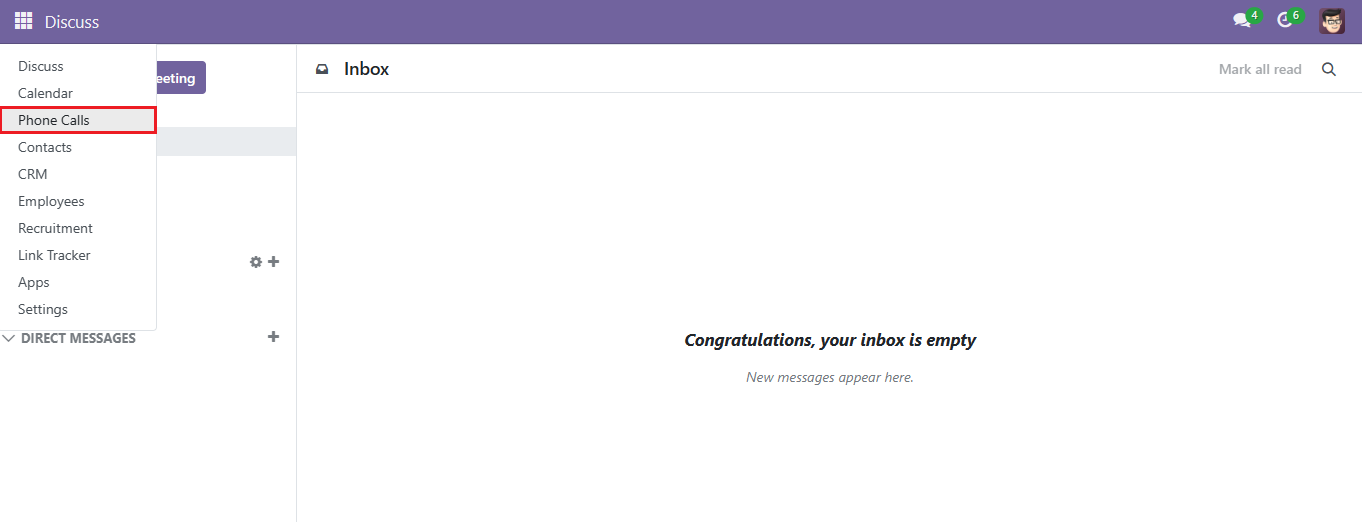 Discuss
4
6
Discuss
Calendar
Phone Calls
Contacts
CRM
Employees
Recruitment
Link Tracker
Apps
Settings
eeting
DIRECT MESSAGES
Inbox
Mark all read
Congratulations, your inbox is empty
New messages appear here.